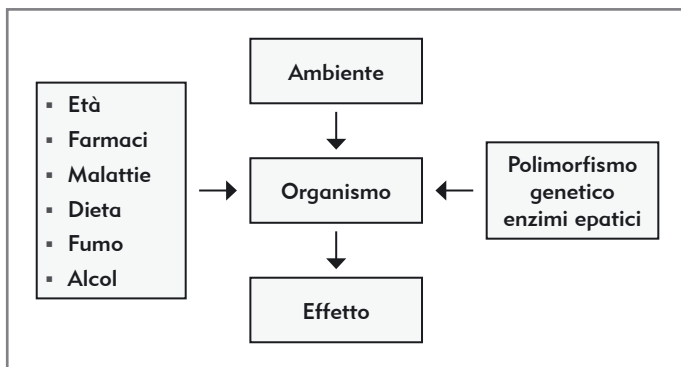 Ambiente
▪ Età
▪ Farmaci
▪ Malattie
▪ Dieta
▪ Fumo
▪ Alcol
Organismo
Polimorfismo
genetico
enzimi epatici
Effetto